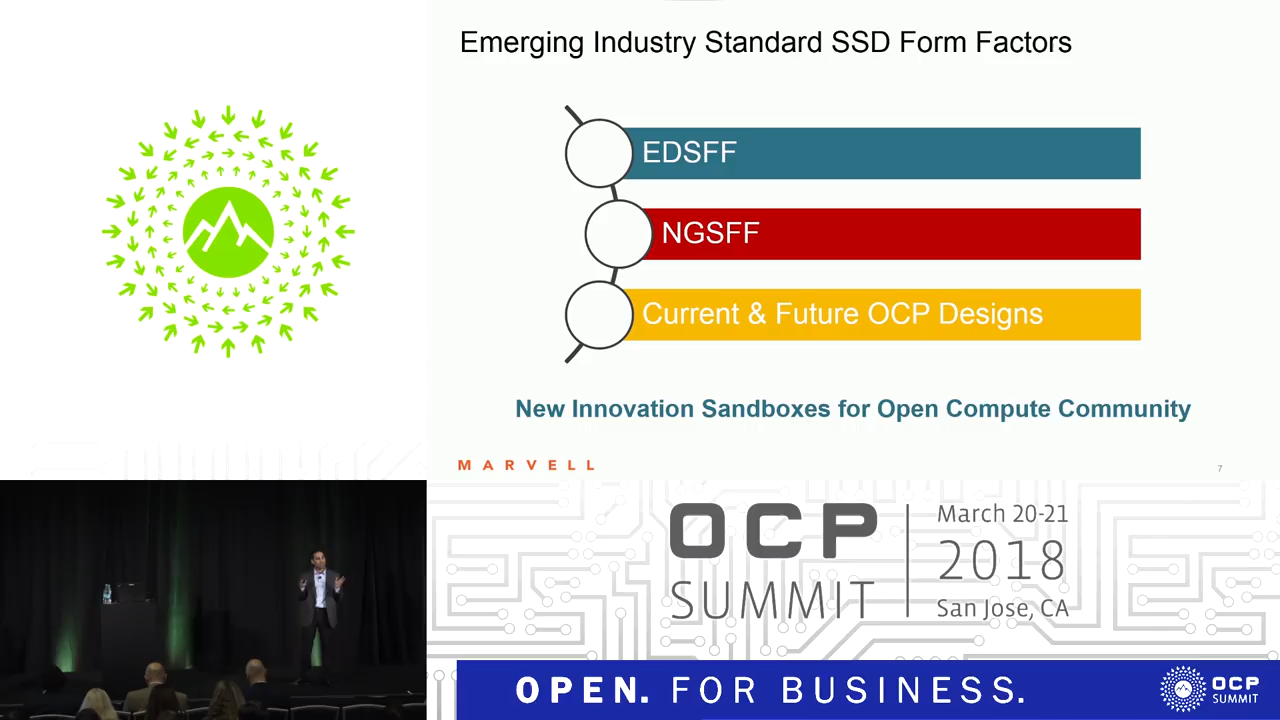 Emerging Industry Standard SSD Form Factors
EDSFF
NGSFF
Current & Future OCP Designs
New Innovation Sandboxes for Open Compute Community
MARVELL
7
OCP
SUMMIT
March 20-21
2018
San Jose, CA
OPEN. FOR BUSINESS.
OCP
SUMMIT